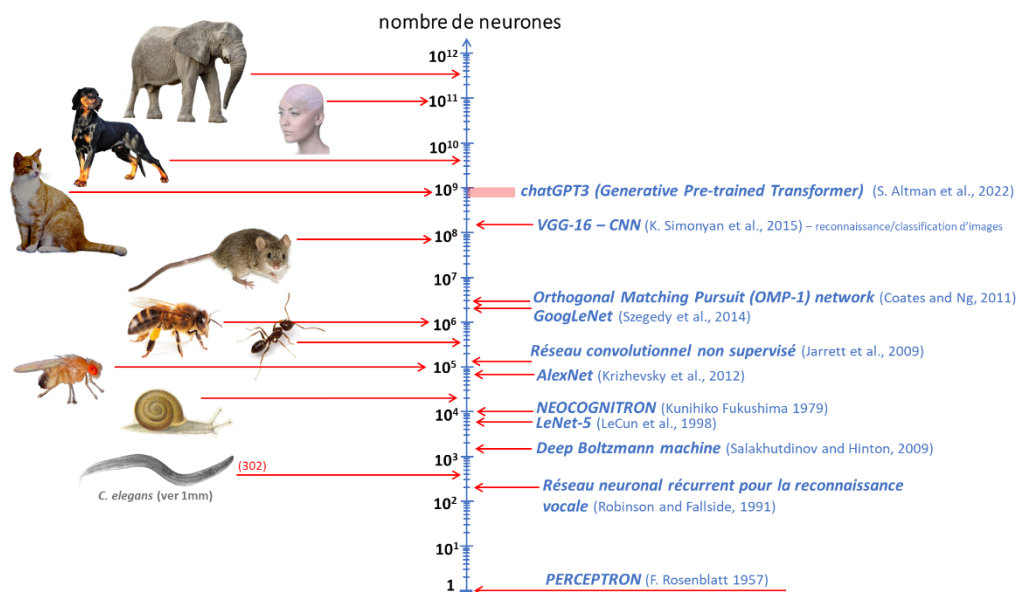 nombre de neurones
10¹²
10¹¹
10¹⁰
10⁹
chatGPT3 (Generative Pre-trained Transformer) (S. Altman et al., 2022)
VGG-16 – CNN (K. Simonyan et al., 2015) – reconnaissance/classification d'images
10⁸
10⁷
Orthogonal Matching Pursuit (OMP-1) network (Coates and Ng, 2011)
GoogLeNet (Szegedy et al., 2014)
10⁶
Réseau convolutionnel non supervisé (Jarrett et al., 2009)
10⁵
AlexNet (Krizhevsky et al., 2012)
10⁴
NEOCOGNITRON (Kunihiko Fukushima 1979)
LeNet-5 (LeCun et al., 1998)
Deep Boltzmann machine (Salakhutdinov and Hinton, 2009)
10³
(302)
C. elegans (ver 1mm)
Réseau neuronal récurrent pour la reconnaissance
vocale (Robinson and Fallside, 1991)
10²
10¹
PERCEPTRON (F. Rosenblatt 1957)
1